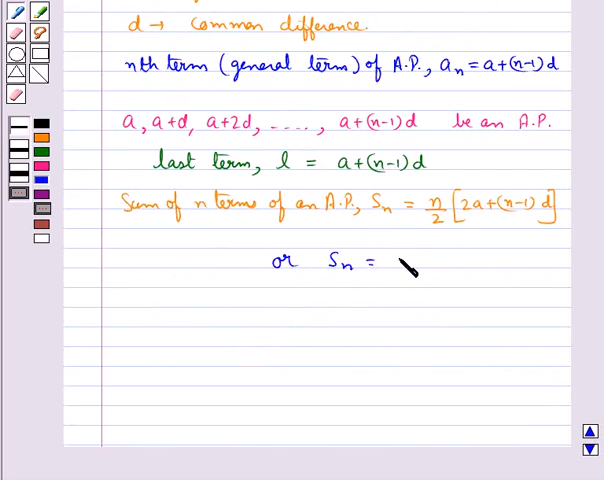 d → Common difference.
nth term (general term) of A.P., aₙ = a+(n-1)d
a, a+d, a+2d, ....., a+(n-1)d be an A.P.
last term, l = a+(n-1)d
Sum of n terms of an A.P., Sₙ = n/2 [2a+(n-1)d]
or Sₙ =